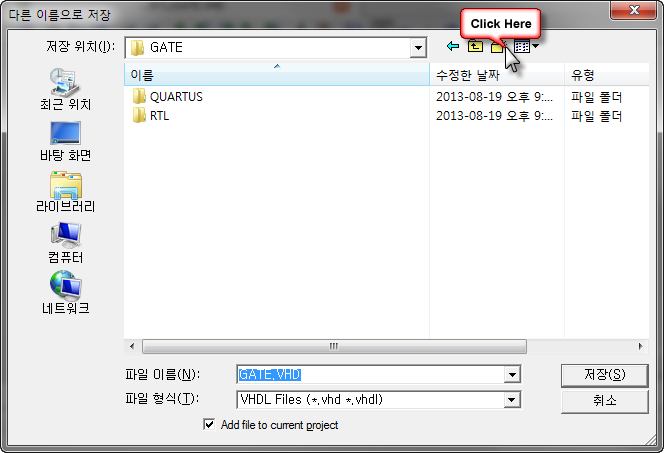 다른 이름으로 저장
Click Here
저장 위치(I):
GATE
이름
수정한 날짜
유형
QUARTUS
2013-08-19 오후 9:...
파일 폴더
RTL
2013-08-19 오후 9:...
파일 폴더
최근 위치
바탕 화면
라이브러리
컴퓨터
네트워크
파일 이름(N):
GATE.VHD
저장(S)
파일 형식(T):
VHDL Files (*.vhd *.vhdl)
취소
Add file to current project